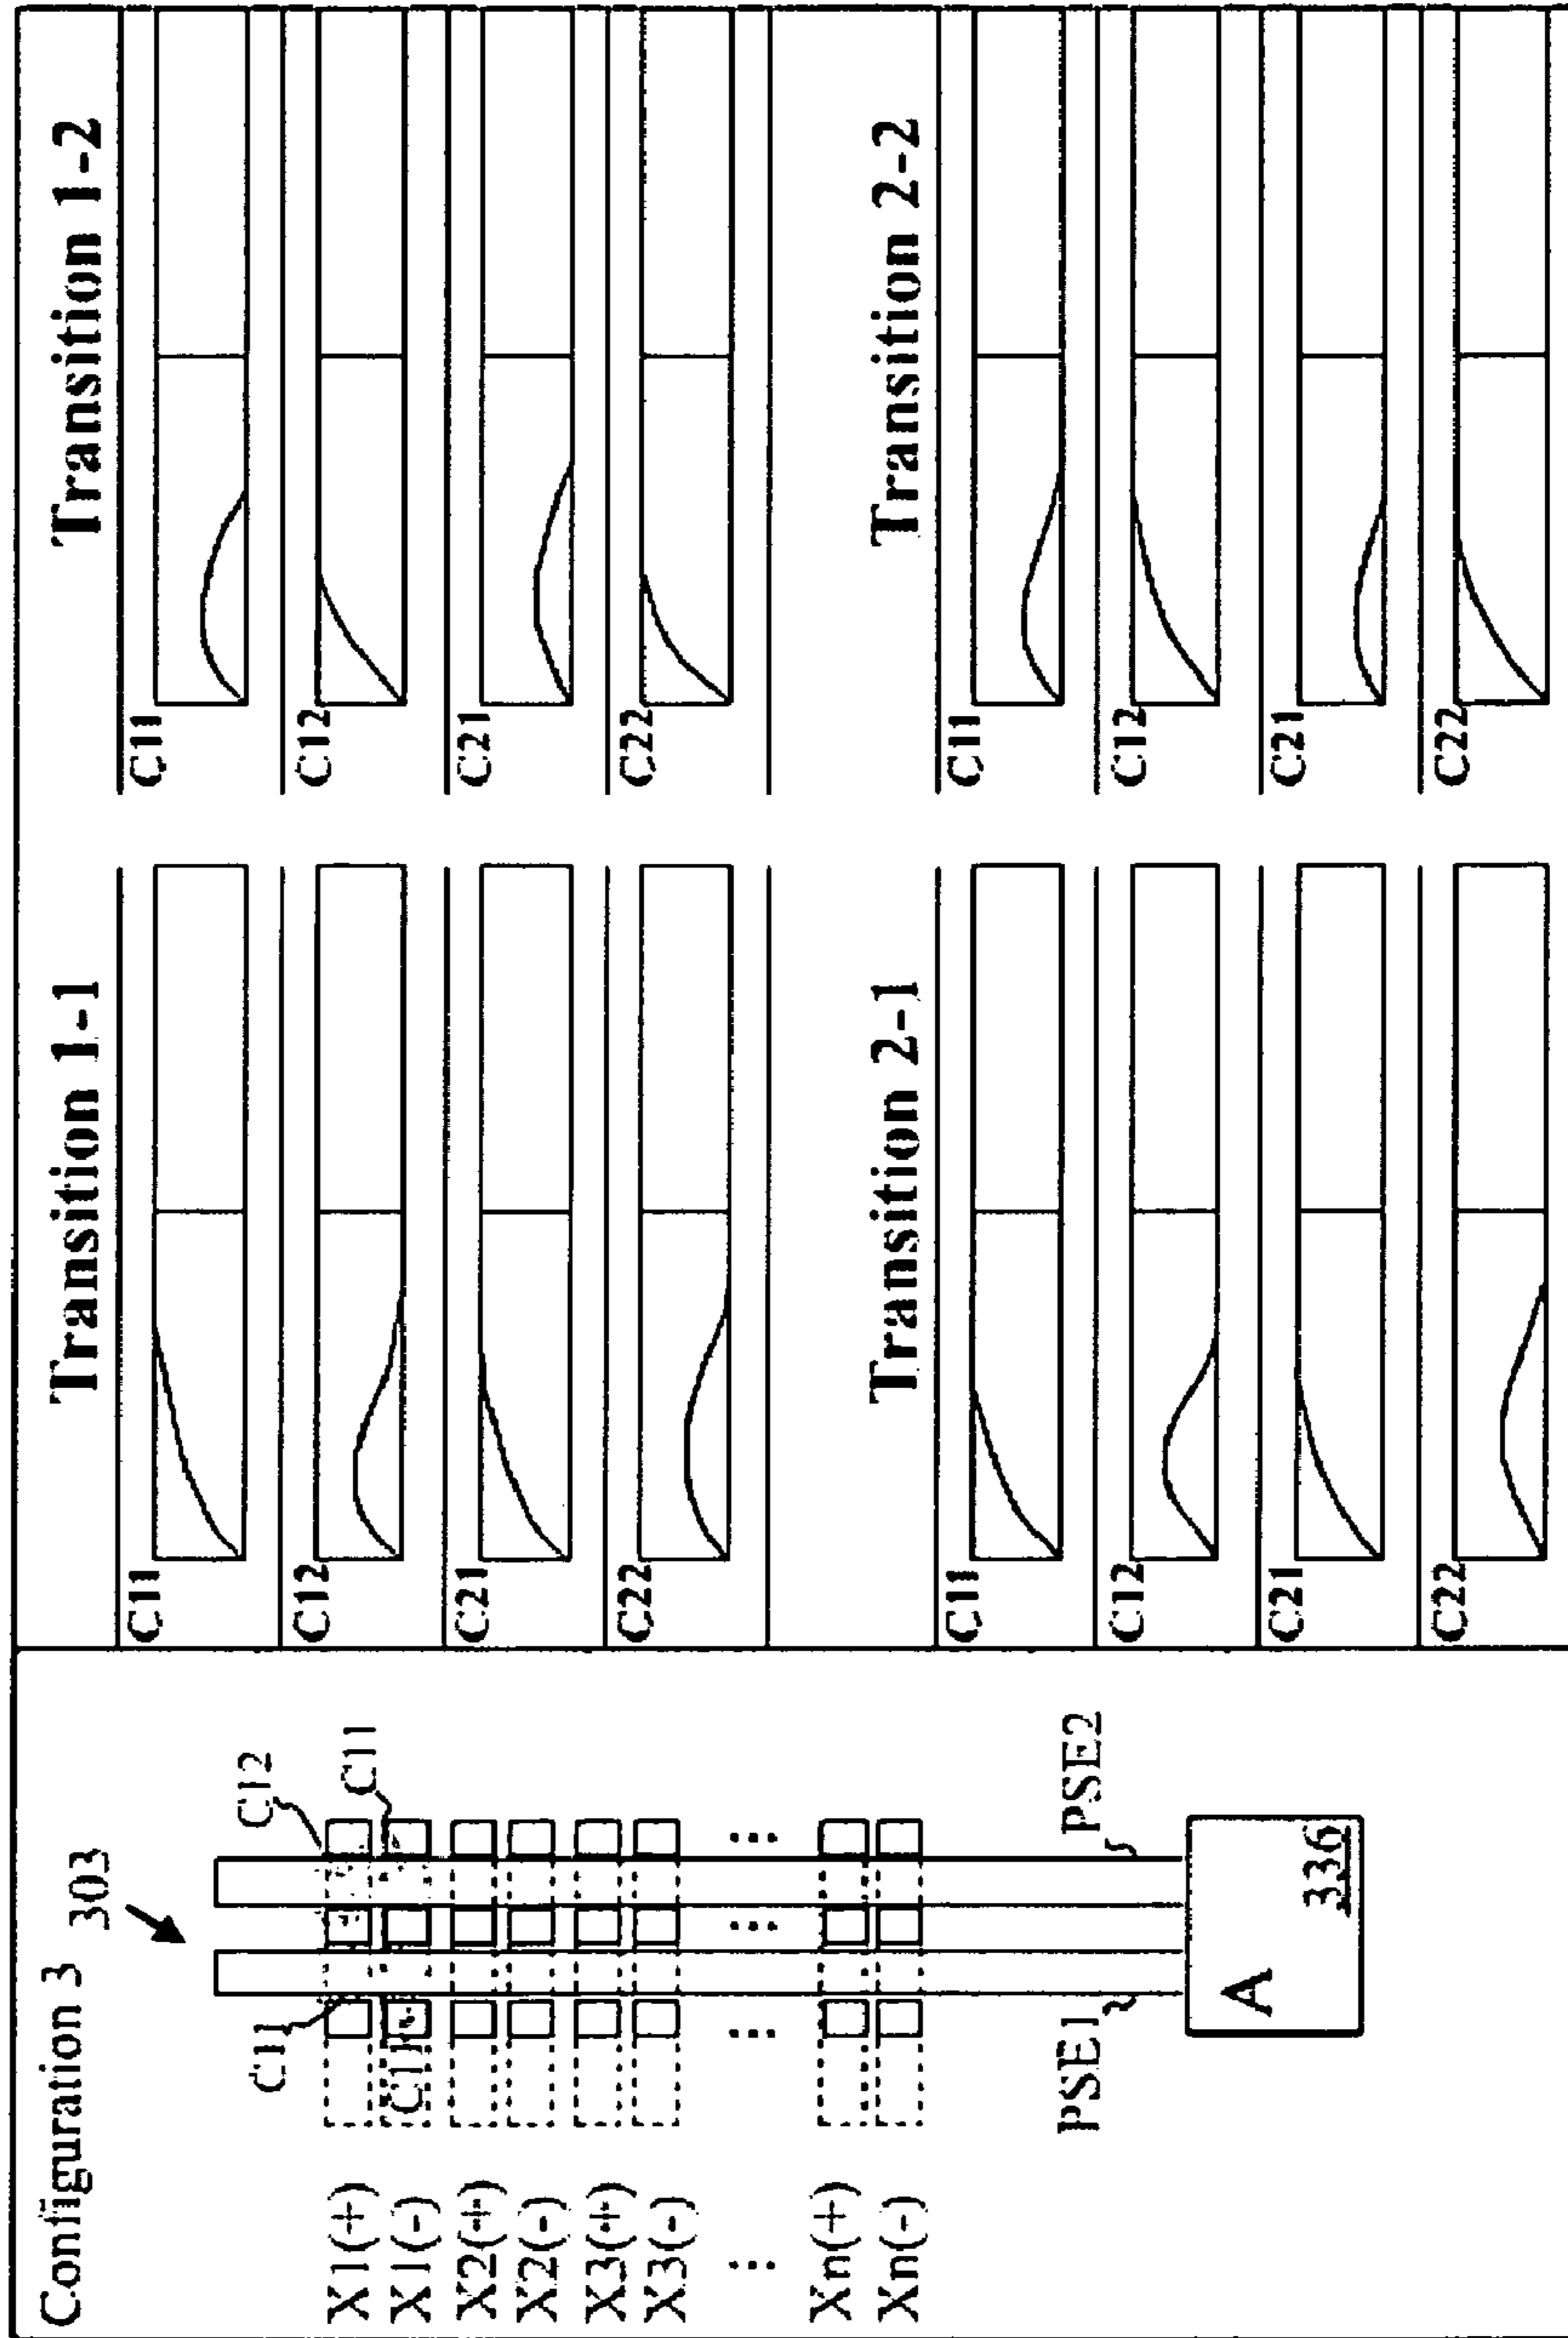 Configuration 3
303
C11
C12
C11
C11
X1(+)
X1(-)
X2(+)
X2(-)
X3(+)
X3(-)
Xn(+)
Xn(-)
PSE1
PSE2
A
336
Transition 1-1
C11
C12
C21
C22
Transition 1-2
C11
C12
C21
C22
Transition 2-1
C11
C12
C21
C22
Transition 2-2
C11
C12
C21
C22